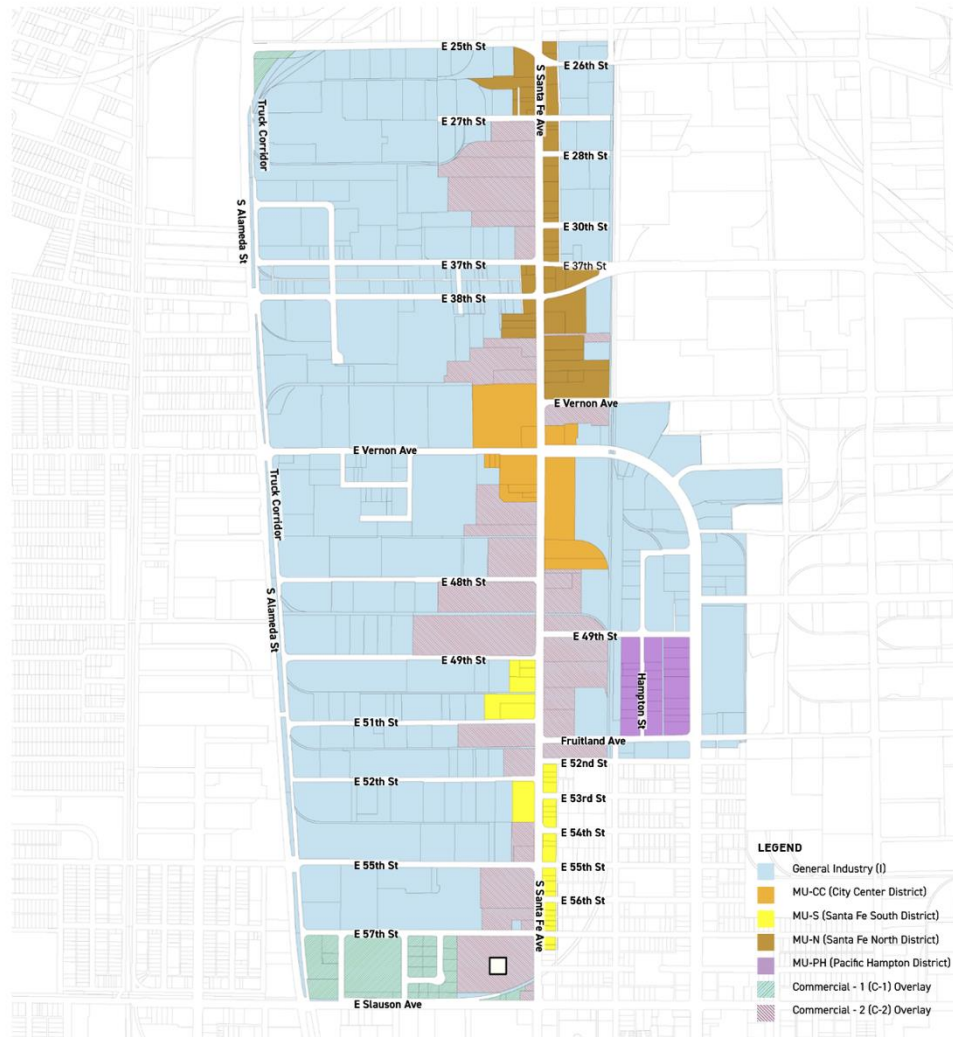 E 25th St
S Santa Fe Ave
E 26th St
Truck Corridor
E 27th St
E 28th St
S Alameda St
E 30th St
E 37th St
E 37th St
E 38th St
E Vernon Ave
E Vernon Ave
Truck Corridor
E 48th St
S Alameda St
E 49th St
E 49th St
Hampton St
E 51th St
Fruitland Ave
E 52nd St
E 52th St
E 53rd St
E 54th St
E 55th St
E 55th St
S Santa Fe Ave
E 56th St
E 57th St
E Slauson Ave
LEGEND
General Industry (I)
MU-CC (City Center District)
MU-S (Santa Fe South District)
MU-N (Santa Fe North District)
MU-PH (Pacific Hampton District)
Commercial - 1 (C-1) Overlay
Commercial - 2 (C-2) Overlay